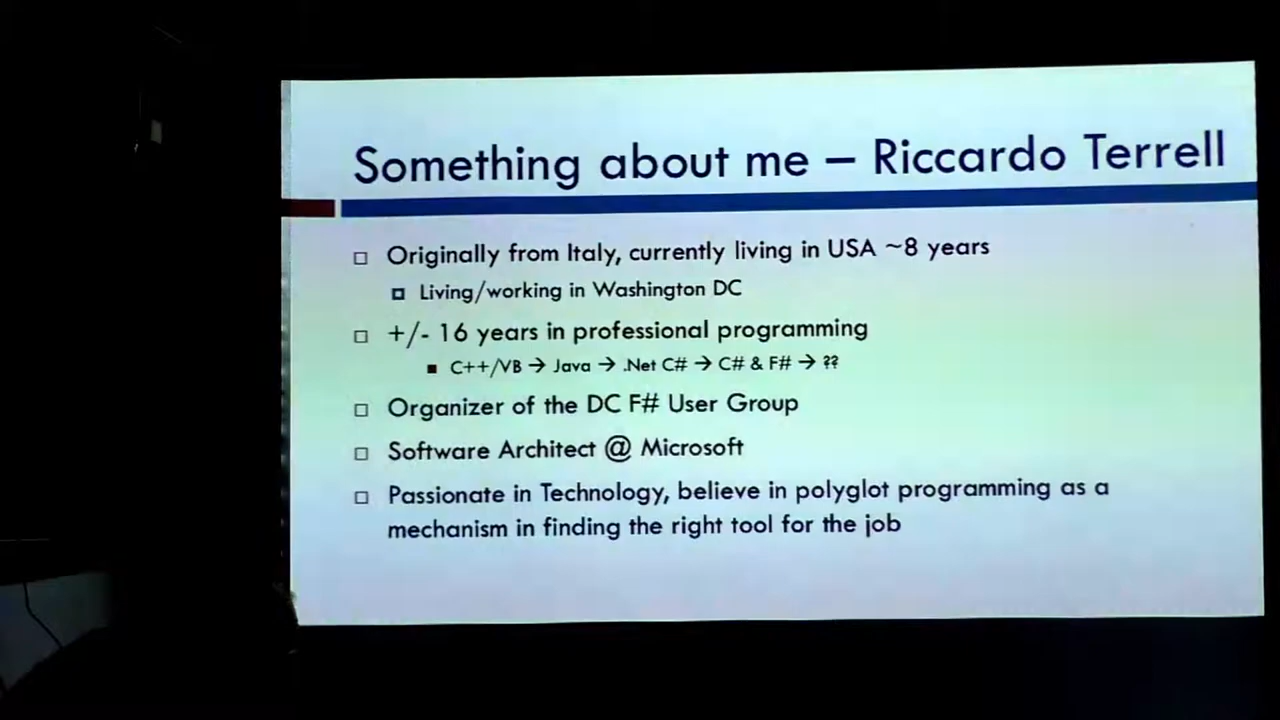 Something about me – Riccardo Terrell
Originally from Italy, currently living in USA ~8 years
Living/working in Washington DC
+/- 16 years in professional programming
C++/VB → Java → .Net C# → C# & F# → ??
Organizer of the DC F# User Group
Software Architect @ Microsoft
Passionate in Technology, believe in polyglot programming as a
mechanism in finding the right tool for the job